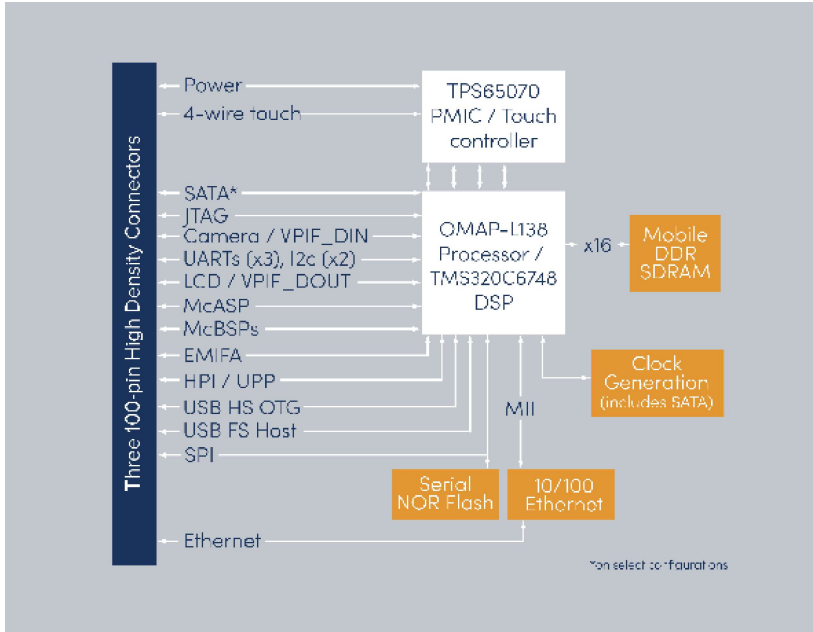 Three 100-pin High Density Connectors
Power
4-wire touch
TPS65070
PMIC / Touch
controller
SATA*
JTAG
Camera / VPIF_DIN
UARTs (x3), I2c (x2)
LCD / VPIF_DOUT
McASP
McBSPs
EMIFA
HPI / UPP
USB HS OTG
USB FS Host
SPI
Ethernet
OMAP-L138
Processor /
TMS320C6748
DSP
x16
Mobile
DDR
SDRAM
Clock
Generation
(includes SATA)
MII
Serial
NOR Flash
10/100
Ethernet
*on select configurations